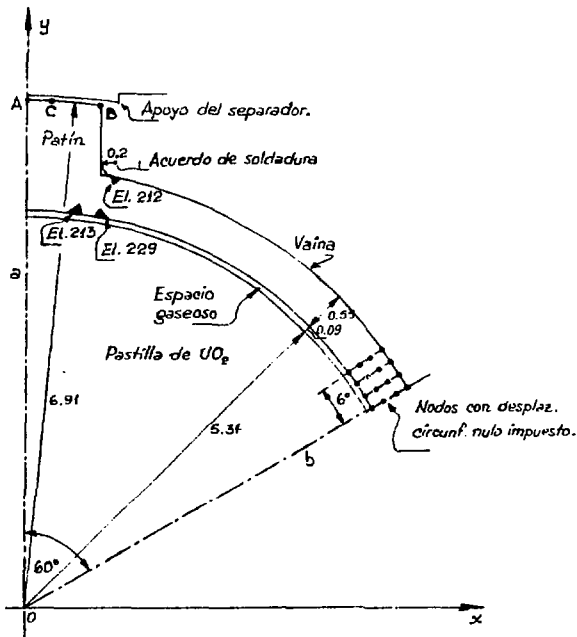 y
A
C
B
Apoyo del separador.
Patín
0.2
Acuerdo de soldadura
El. 212
El. 213
El. 229
Vaina
a
Espacio
gaseoso
0.55
0.09
Pastilla de UO₂
6°
Nodos con desplaz.
circunf. nulo impuesto.
6.91
5.31
b
60°
O
x